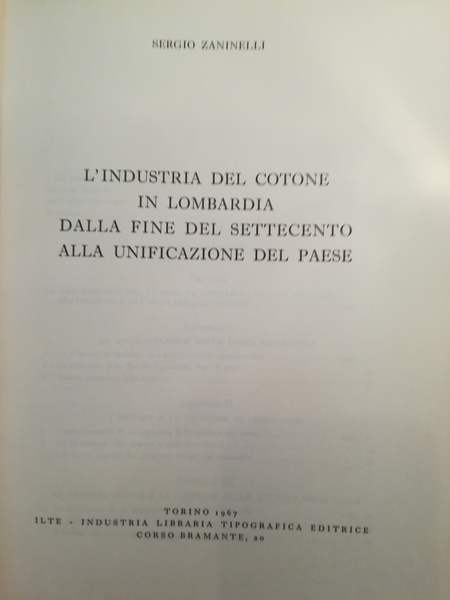 SERGIO ZANINELLI
L'INDUSTRIA DEL COTONE
IN LOMBARDIA
DALLA FINE DEL SETTECENTO
ALLA UNIFICAZIONE DEL PAESE
TORINO 1967
ILTE - INDUSTRIA LIBRARIA TIPOGRAFICA EDITRICE
CORSO BRAMANTE, 20